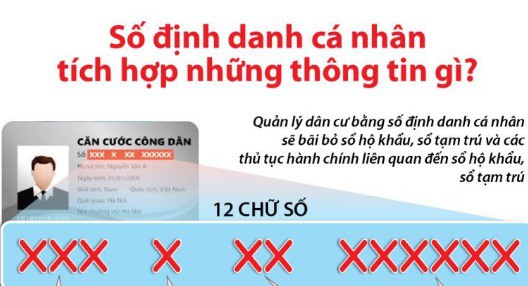 Số định danh cá nhân
tích hợp những thông tin gì?
Quản lý dân cư bằng số định danh cá nhân
sẽ bãi bỏ sổ hộ khẩu, sổ tạm trú và các
thủ tục hành chính liên quan đến sổ hộ khẩu,
sổ tạm trú
CĂN CƯỚC CÔNG DÂN
Số XXX X XX XXXXXX
Họ và tên: Nguyễn Văn A
Ngày sinh: 01/01/2000
Giới tính: Nam Quốc tịch: Việt Nam
Quê quán: Hà Nội
Nơi thường trú: Hà Nội
12 CHỮ SỐ
XXX X XX XXXXXX